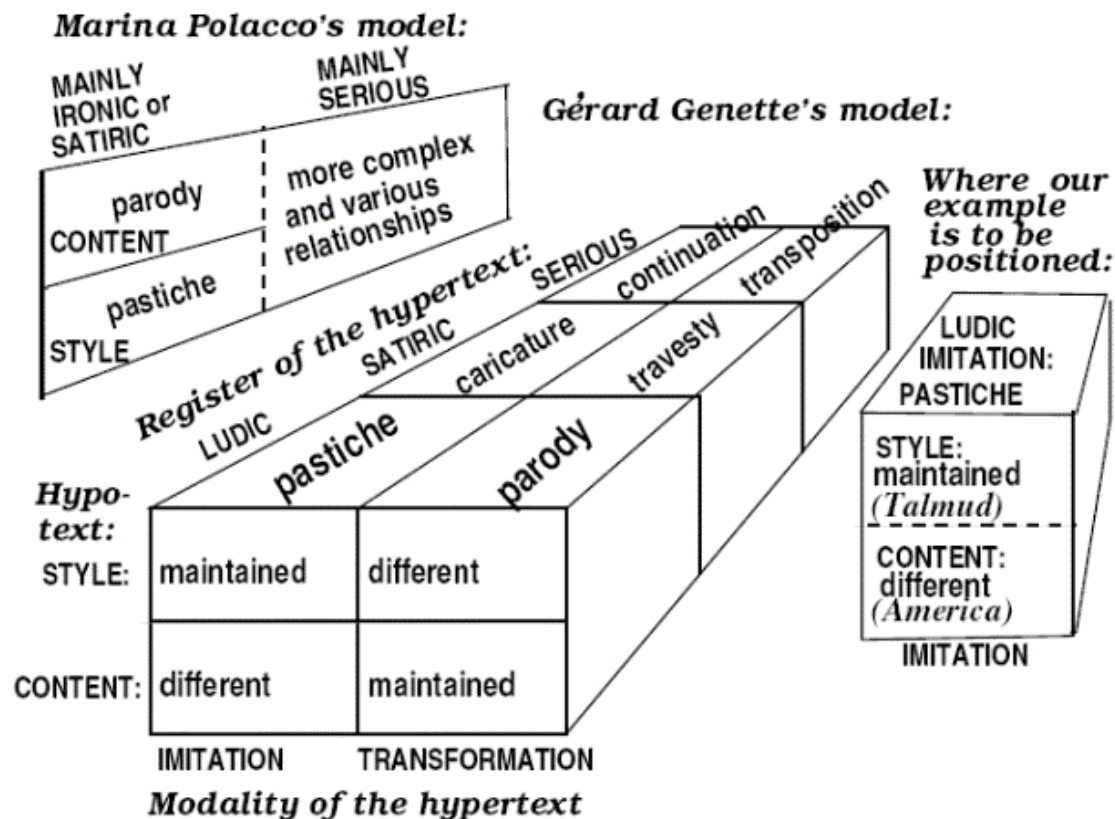 Marina Polacco's model:
MAINLY
IRONIC or
SATIRIC
MAINLY
SERIOUS
parody
CONTENT
pastiche
STYLE
more complex
and various
relationships
Gérard Genette's model:
Register of the hypertext:
LUDIC
SATIRIC
SERIOUS
pastiche
caricature
continuation
parody
travesty
transposition
Hypo-
text:
STYLE:
maintained
different
CONTENT:
different
maintained
IMITATION
TRANSFORMATION
Modality of the hypertext
Where our
example
is to be
positioned:
LUDIC
IMITATION:
PASTICHE
STYLE:
maintained
(Talmud)
CONTENT:
different
(America)
IMITATION